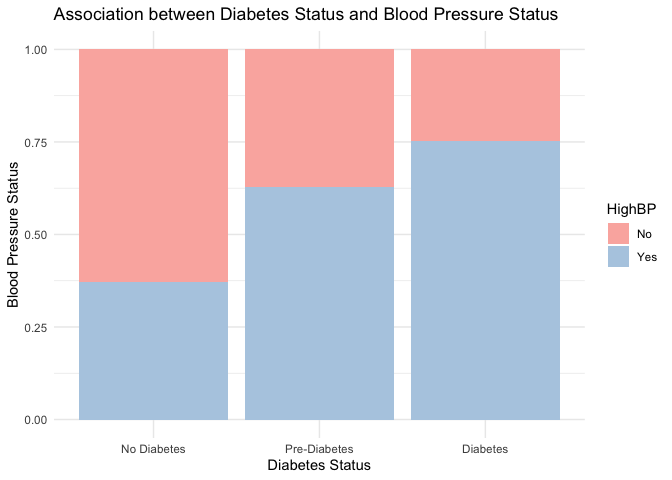 Association between Diabetes Status and Blood Pressure Status
1.00
0.75
0.50
0.25
0.00
Blood Pressure Status
No Diabetes
Pre-Diabetes
Diabetes
Diabetes Status
HighBP
No
Yes